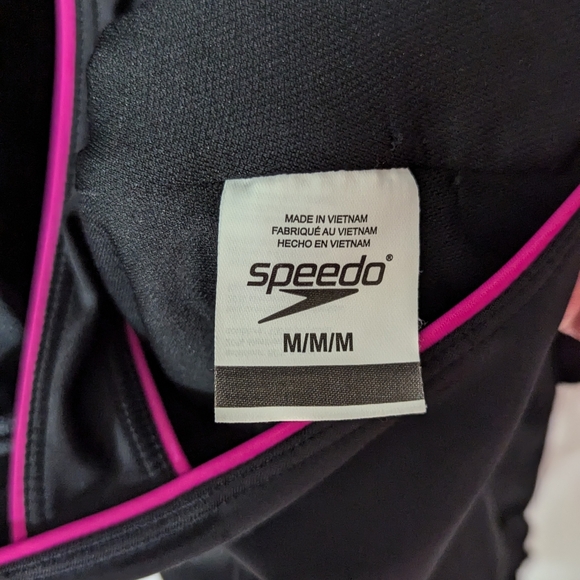 MADE IN VIETNAM
FABRIQUÉ AU VIETNAM
HECHO EN VIETNAM
speedo®
M/M/M